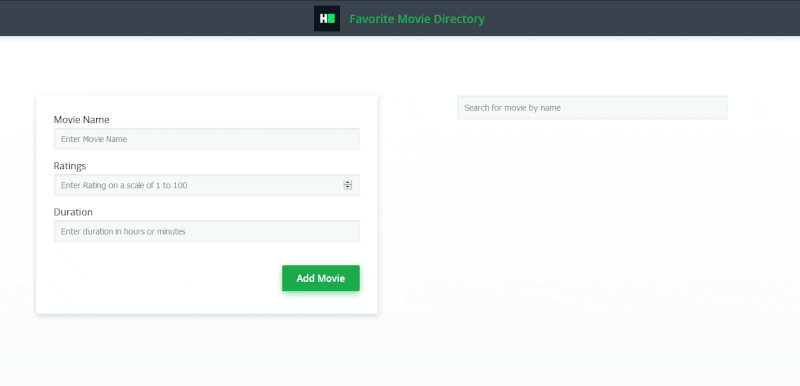 H
Favorite Movie Directory
Movie Name
Enter Movie Name
Ratings
Enter Rating on a scale of 1 to 100
Duration
Enter duration in hours or minutes
Add Movie
Search for movie by name